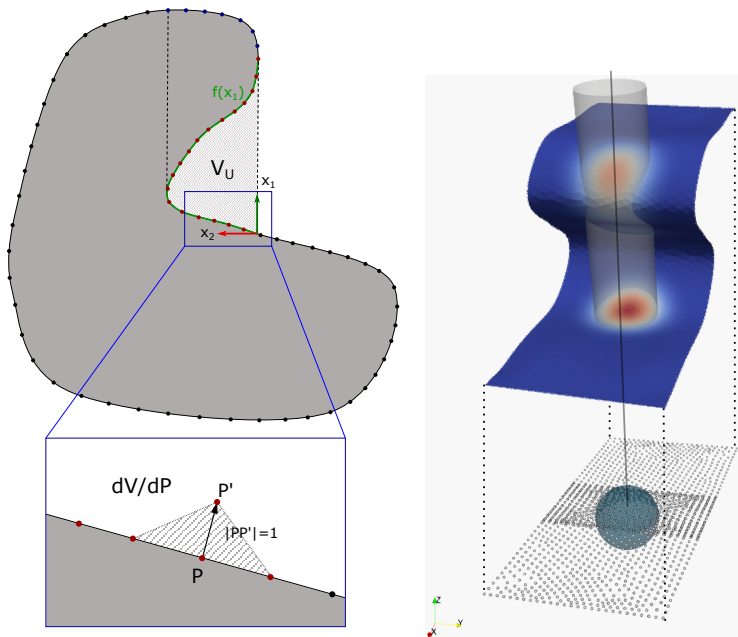 f(x₁)
V_U
x₁
x₂
dV/dP
P'
|PP'|=1
P
Z
Y
X